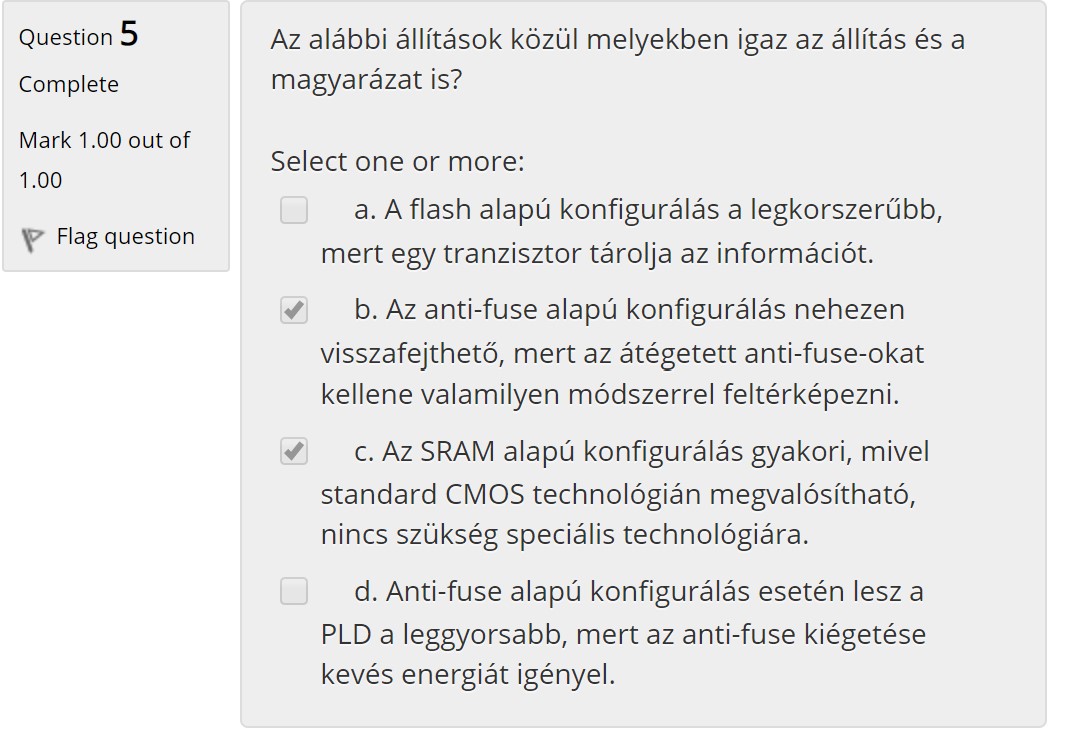 Question 5
Complete
Mark 1.00 out of
1.00
Flag question
Az alábbi állítások közül melyekben igaz az állítás és a
magyarázat is?
Select one or more:
a. A flash alapú konfigurálás a legkorszerűbb,
mert egy tranzisztor tárolja az információt.
b. Az anti-fuse alapú konfigurálás nehezen
visszafejthető, mert az átégetett anti-fuse-okat
kellene valamilyen módszerrel feltérképezni.
c. Az SRAM alapú konfigurálás gyakori, mivel
standard CMOS technológián megvalósítható,
nincs szükség speciális technológiára.
d. Anti-fuse alapú konfigurálás esetén lesz a
PLD a leggyorsabb, mert az anti-fuse kiégetése
kevés energiát igényel.